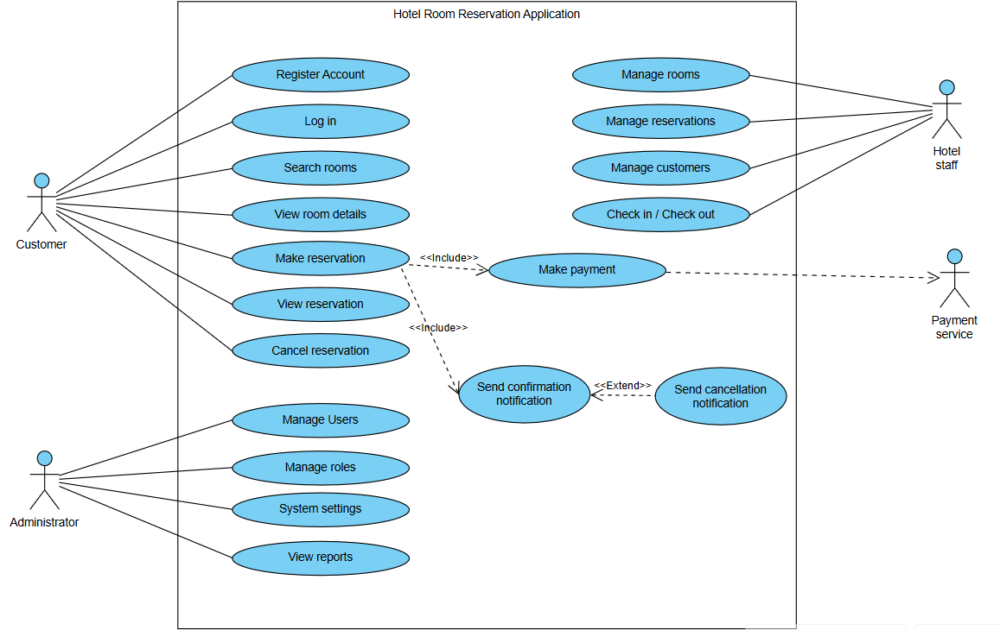 Hotel Room Reservation Application
Register Account
Manage rooms
Log in
Manage reservations
Hotel
staff
Search rooms
Manage customers
View room details
Check in / Check out
Customer
Make reservation
<<Include>>
Make payment
View reservation
Payment
service
<<Include>>
Cancel reservation
Send confirmation
notification
<<Extend>>
Send cancellation
notification
Manage Users
Manage roles
System settings
Administrator
View reports